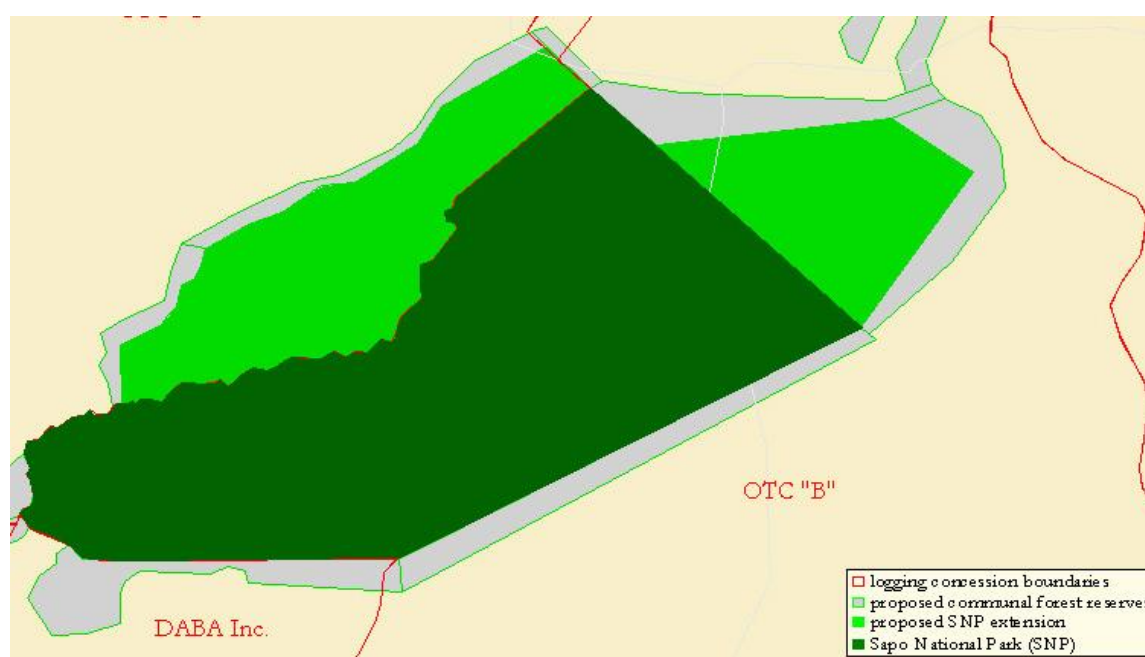 OTC "B"
DABA Inc.
logging concession boundaries
proposed communal forest reserve
proposed SNP extension
Sapo National Park (SNP)